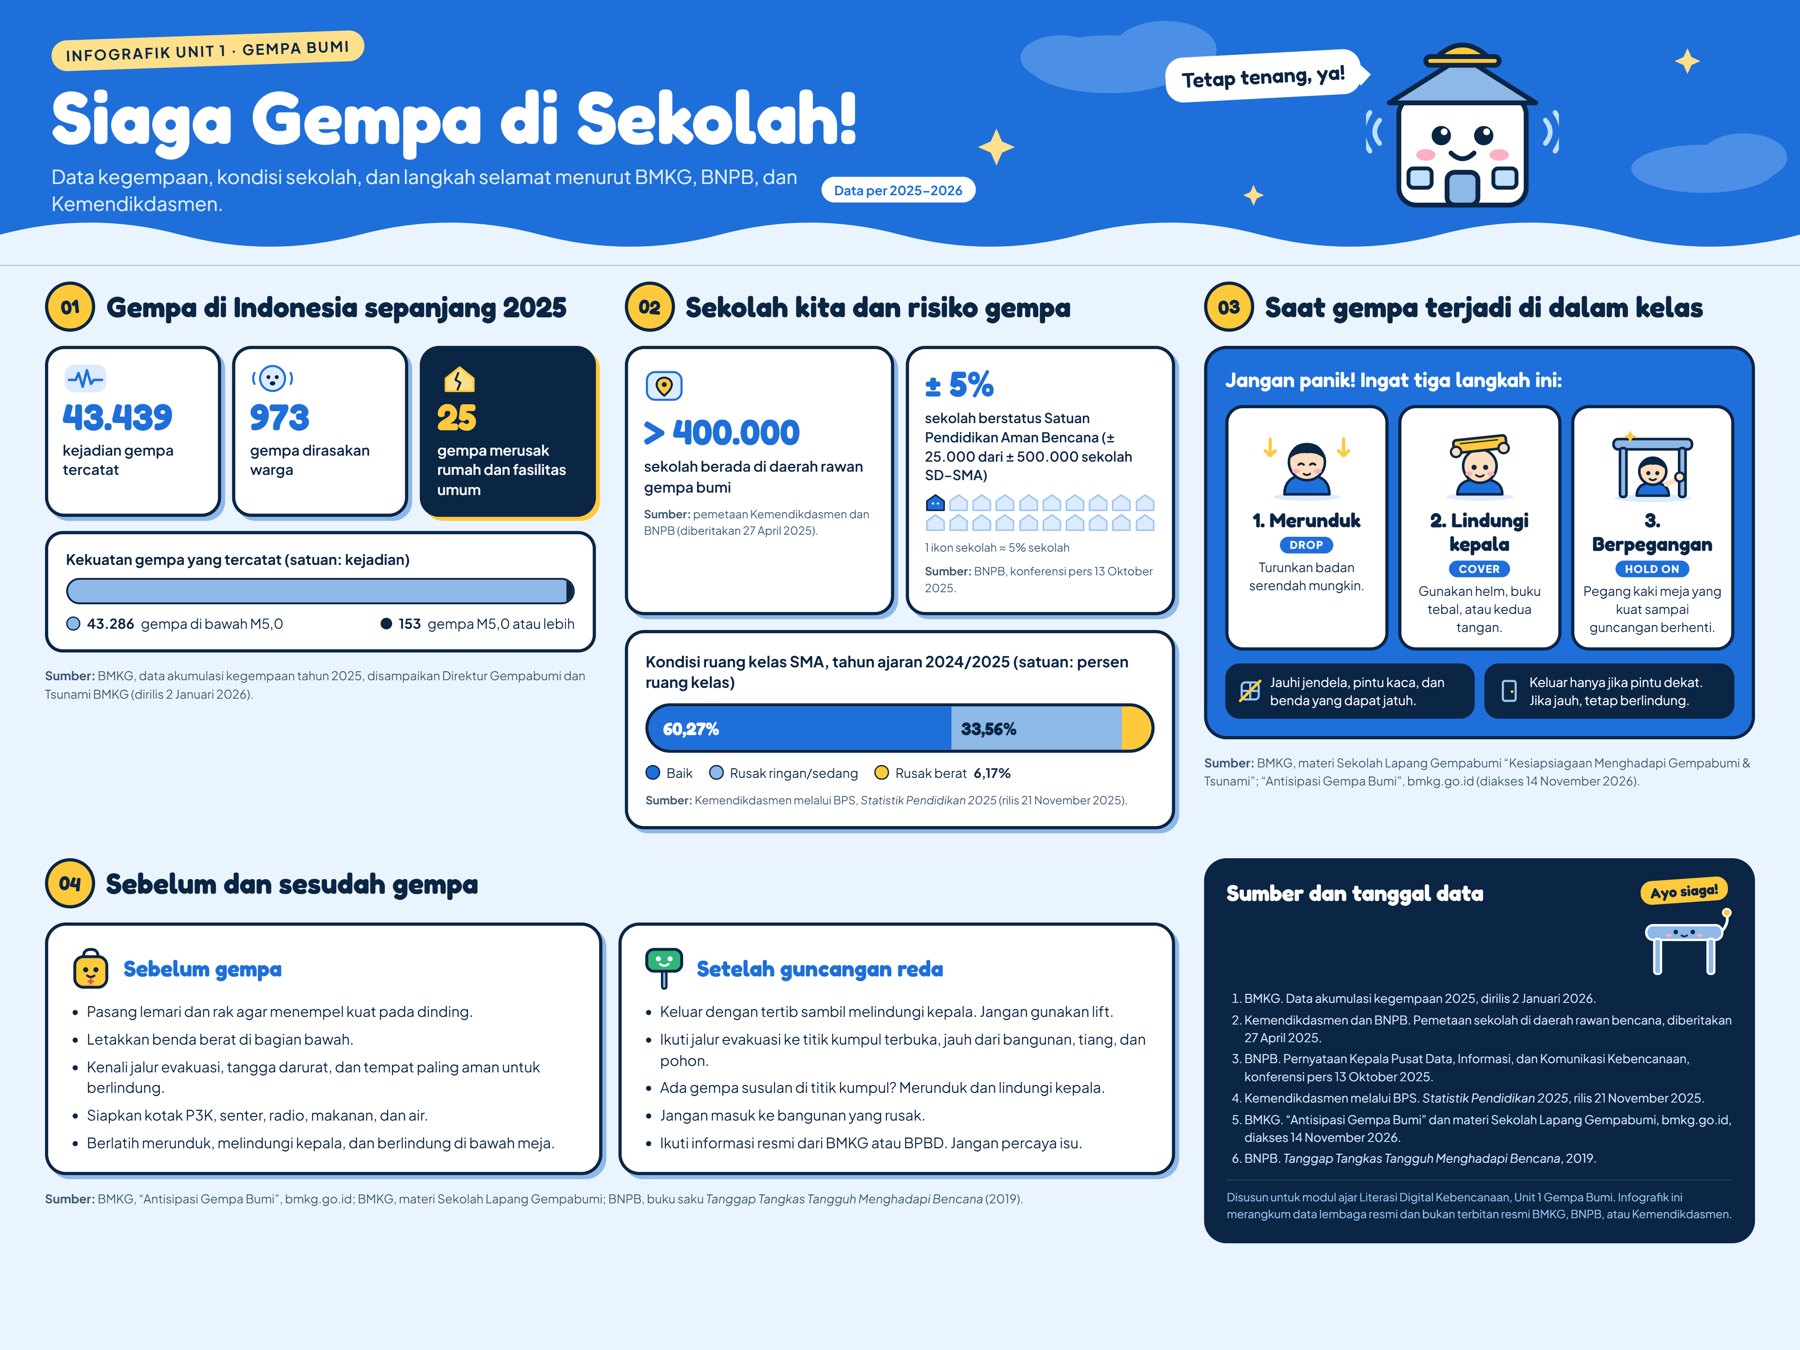 INFOGRAFIK UNIT 1 · GEMPA BUMI
Siaga Gempa di Sekolah!
Data kegempaan, kondisi sekolah, dan langkah selamat menurut BMKG, BNPB, dan
Kemendikdasmen.
Data per 2025–2026
Tetap tenang, ya!
01
Gempa di Indonesia sepanjang 2025
43.439
kejadian gempa
tercatat
973
gempa dirasakan
warga
25
gempa merusak
rumah dan fasilitas
umum
Kekuatan gempa yang tercatat (satuan: kejadian)
43.286 gempa di bawah M5,0
153 gempa M5,0 atau lebih
Sumber: BMKG, data akumulasi kegempaan tahun 2025, disampaikan Direktur Gempabumi dan
Tsunami BMKG (dirilis 2 Januari 2026).
02
Sekolah kita dan risiko gempa
> 400.000
sekolah berada di daerah rawan
gempa bumi
Sumber: pemetaan Kemendikdasmen dan
BNPB (diberitakan 27 April 2025).
± 5%
sekolah berstatus Satuan
Pendidikan Aman Bencana (±
25.000 dari ± 500.000 sekolah
SD–SMA)
1 ikon sekolah ≈ 5% sekolah
Sumber: BNPB, konferensi pers 13 Oktober
2025.
Kondisi ruang kelas SMA, tahun ajaran 2024/2025 (satuan: persen
ruang kelas)
60,27%
33,56%
Baik
Rusak ringan/sedang
Rusak berat 6,17%
Sumber: Kemendikdasmen melalui BPS, Statistik Pendidikan 2025 (rilis 21 November 2025).
03
Saat gempa terjadi di dalam kelas
Jangan panik! Ingat tiga langkah ini:
1. Merunduk
DROP
Turunkan badan
serendah mungkin.
2. Lindungi
kepala
COVER
Gunakan helm, buku
tebal, atau kedua
tangan.
3.
Berpegangan
HOLD ON
Pegang kaki meja yang
kuat sampai
guncangan berhenti.
Jauhi jendela, pintu kaca, dan
benda yang dapat jatuh.
Keluar hanya jika pintu dekat.
Jika jauh, tetap berlindung.
Sumber: BMKG, materi Sekolah Lapang Gempabumi “Kesiapsiagaan Menghadapi Gempabumi &
Tsunami”; “Antisipasi Gempa Bumi”, bmkg.go.id (diakses 14 November 2026).
04
Sebelum dan sesudah gempa
Sebelum gempa
• Pasang lemari dan rak agar menempel kuat pada dinding.
• Letakkan benda berat di bagian bawah.
• Kenali jalur evakuasi, tangga darurat, dan tempat paling aman untuk
berlindung.
• Siapkan kotak P3K, senter, radio, makanan, dan air.
• Berlatih merunduk, melindungi kepala, dan berlindung di bawah meja.
Setelah guncangan reda
• Keluar dengan tertib sambil melindungi kepala. Jangan gunakan lift.
• Ikuti jalur evakuasi ke titik kumpul terbuka, jauh dari bangunan, tiang, dan
pohon.
• Ada gempa susulan di titik kumpul? Merunduk dan lindungi kepala.
• Jangan masuk ke bangunan yang rusak.
• Ikuti informasi resmi dari BMKG atau BPBD. Jangan percaya isu.
Sumber: BMKG, “Antisipasi Gempa Bumi”, bmkg.go.id; BMKG, materi Sekolah Lapang Gempabumi; BNPB, buku saku Tanggap Tangkas Tangguh Menghadapi Bencana (2019).
Sumber dan tanggal data
Ayo siaga!
1. BMKG. Data akumulasi kegempaan 2025, dirilis 2 Januari 2026.
2. Kemendikdasmen dan BNPB. Pemetaan sekolah di daerah rawan bencana, diberitakan
27 April 2025.
3. BNPB. Pernyataan Kepala Pusat Data, Informasi, dan Komunikasi Kebencanaan,
konferensi pers 13 Oktober 2025.
4. Kemendikdasmen melalui BPS. Statistik Pendidikan 2025, rilis 21 November 2025.
5. BMKG. “Antisipasi Gempa Bumi” dan materi Sekolah Lapang Gempabumi, bmkg.go.id,
diakses 14 November 2026.
6. BNPB. Tanggap Tangkas Tangguh Menghadapi Bencana, 2019.
Disusun untuk modul ajar Literasi Digital Kebencanaan, Unit 1 Gempa Bumi. Infografik ini
merangkum data lembaga resmi dan bukan terbitan resmi BMKG, BNPB, atau Kemendikdasmen.